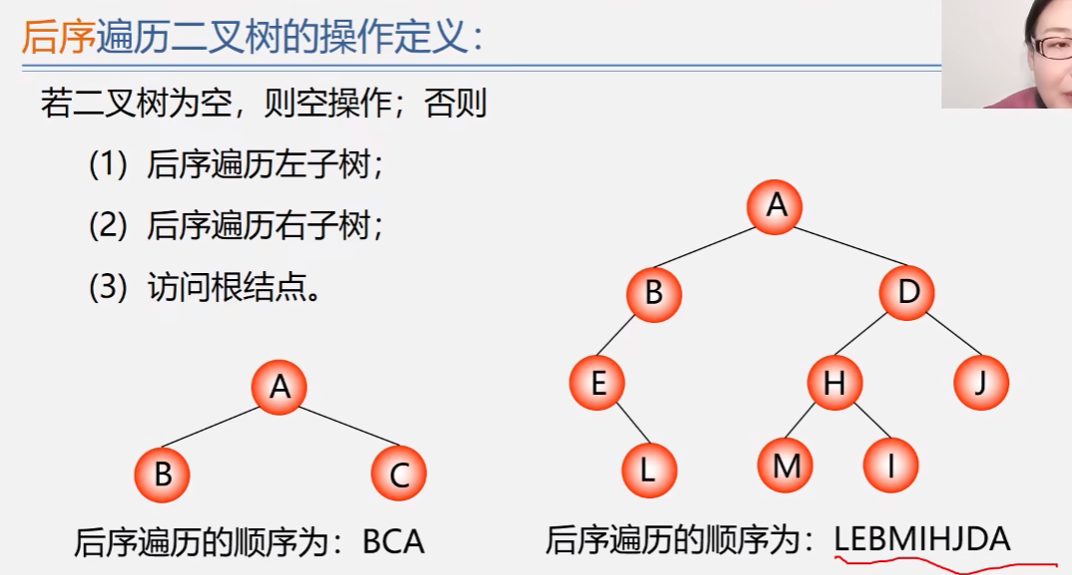 后序遍历二叉树的操作定义：
若二叉树为空，则空操作；否则
(1) 后序遍历左子树；
(2) 后序遍历右子树；
(3) 访问根结点。
A
B
C
后序遍历的顺序为：BCA
A
B
D
E
H
J
L
M
I
后序遍历的顺序为：LEBMIHJDA